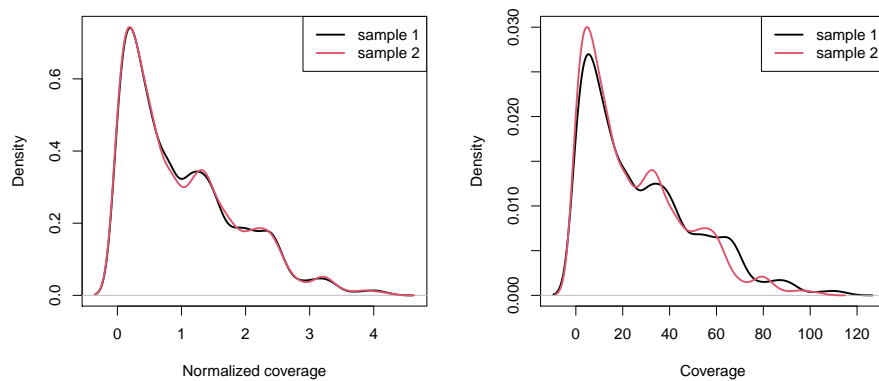 sample 1
sample 2
Density
0.0 0.2 0.4 0.6
0 1 2 3 4
Normalized coverage
sample 1
sample 2
Density
0.000 0.010 0.020 0.030
0 20 40 60 80 100 120
Coverage